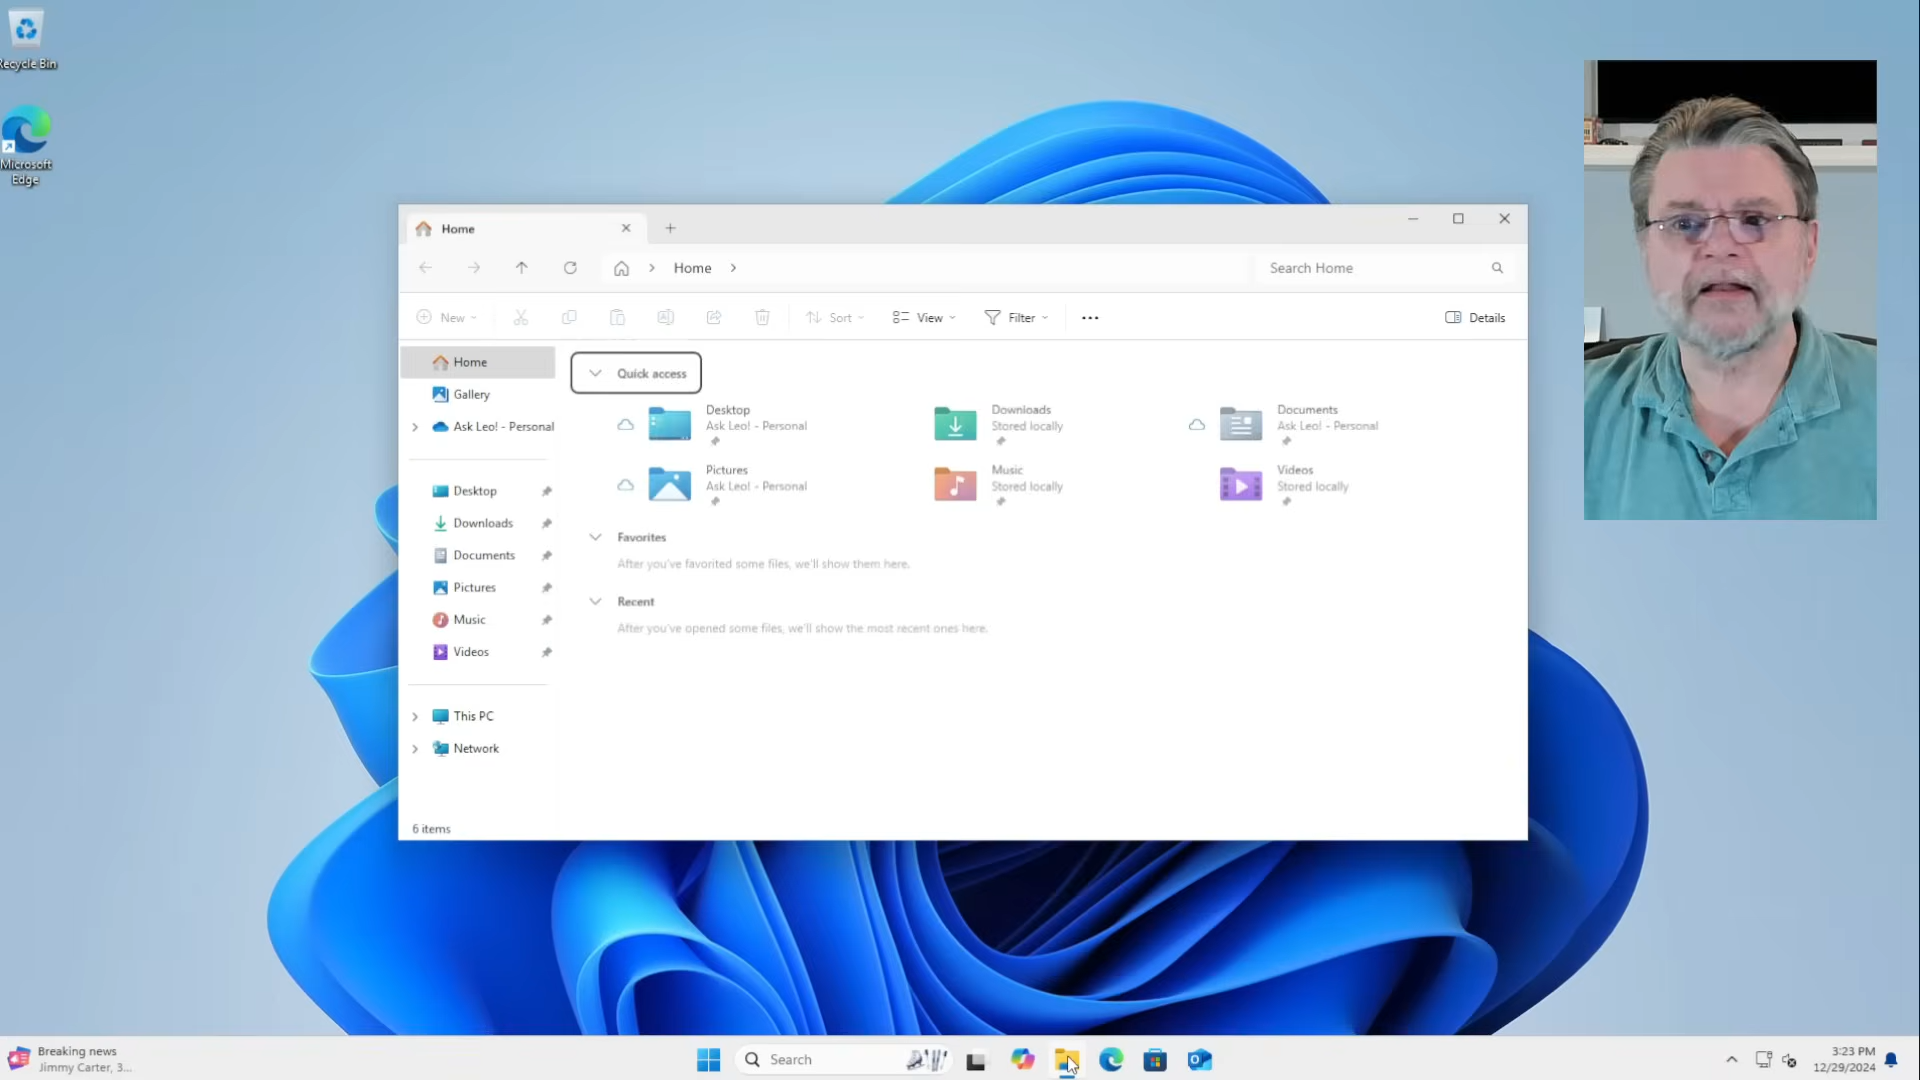 Recycle Bin
Microsoft
Edge
Home
Home
Search Home
New
Sort
View
Filter
Details
Home
Gallery
Ask Leo! - Personal
Desktop
Downloads
Documents
Pictures
Music
Videos
This PC
Network
6 items
Quick access
Desktop
Ask Leo! - Personal
Downloads
Stored locally
Documents
Ask Leo! - Personal
Pictures
Ask Leo! - Personal
Music
Stored locally
Videos
Stored locally
Favorites
After you've favorited some files, we'll show them here.
Recent
After you've opened some files, we'll show the most recent ones here.
Breaking news
Jimmy Carter, 3...
Search
3:23 PM
12/29/2024